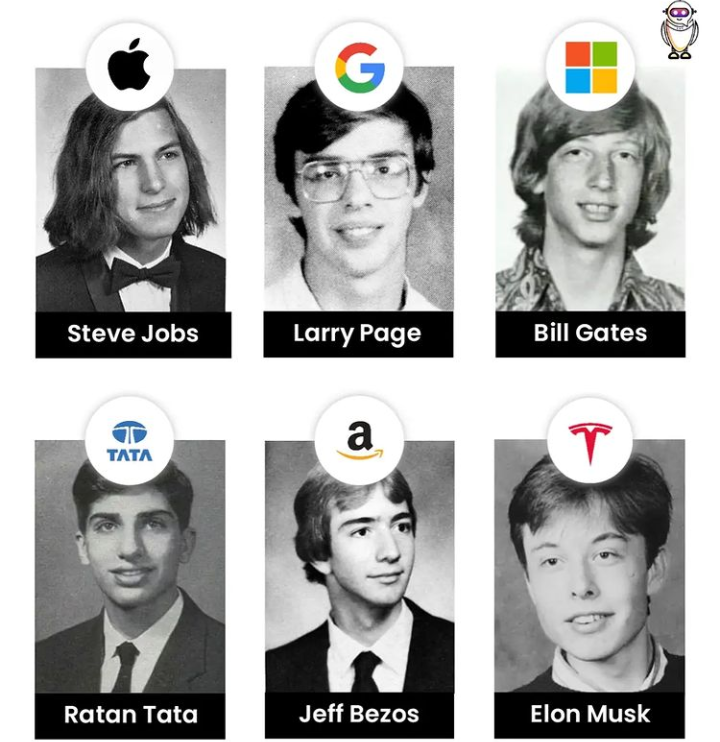 Steve Jobs
Larry Page
Bill Gates
TATA
a
Ratan Tata
Jeff Bezos
Elon Musk